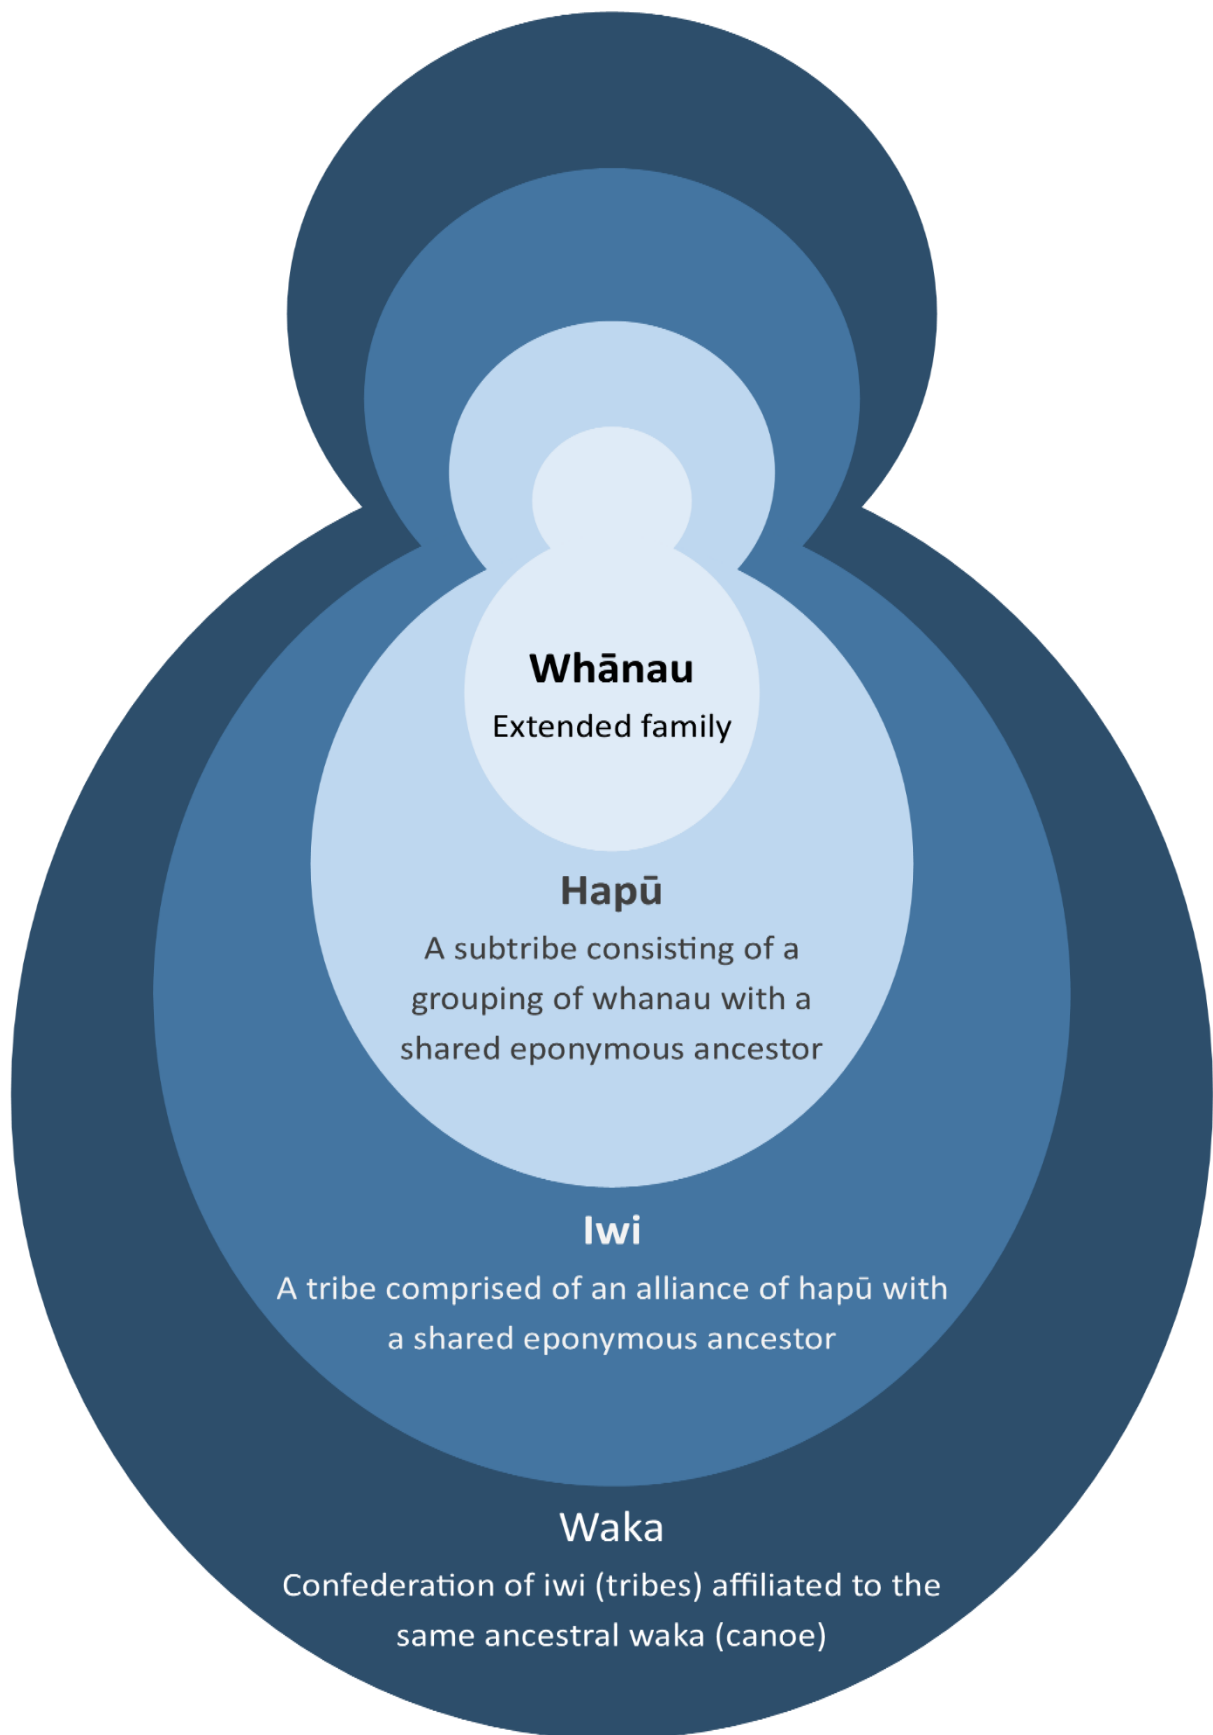 Whānau
Extended family
Hapū
A subtribe consisting of a
grouping of whanau with a
shared eponymous ancestor
Iwi
A tribe comprised of an alliance of hapū with
a shared eponymous ancestor
Waka
Confederation of iwi (tribes) affiliated to the
same ancestral waka (canoe)